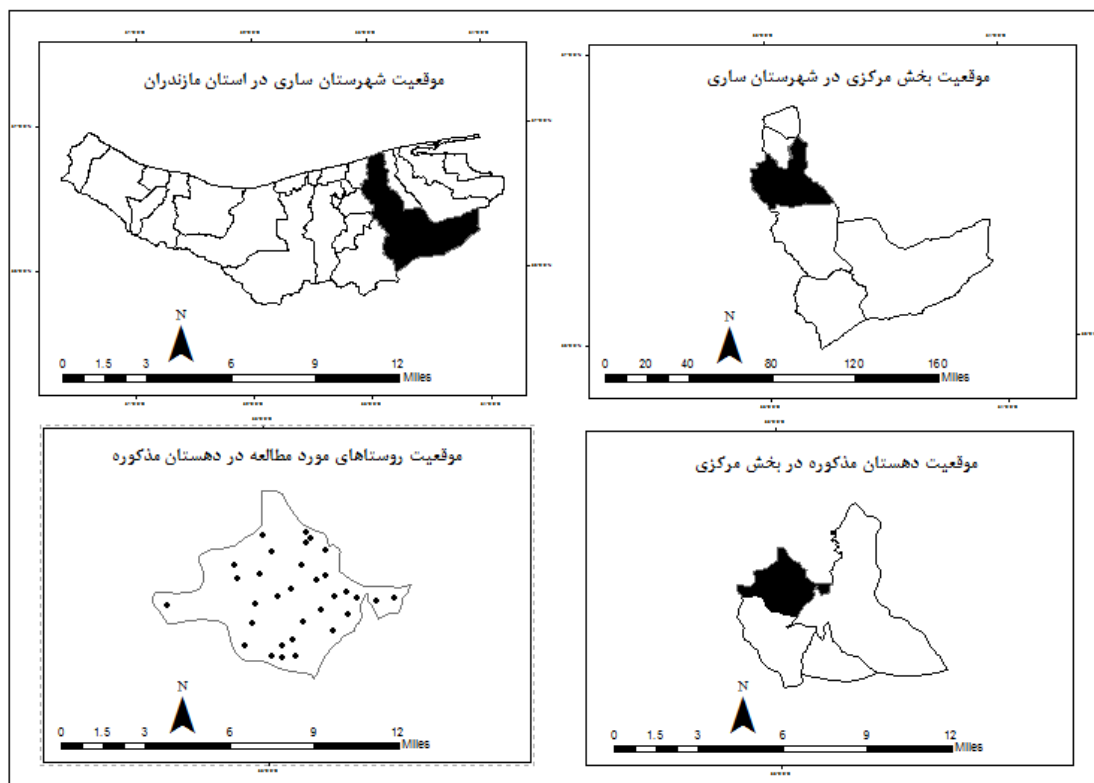 موقعیت شهرستان ساری در استان مازندران
N
0 1.5 3 6 9 12
Miles
موقعیت بخش مرکزی در شهرستان ساری
N
0 20 40 80 120 160
Miles
موقعیت روستاهای مورد مطالعه در دهستان مذکوره
N
0 1.5 3 6 9 12
Miles
موقعیت دهستان مذکوره در بخش مرکزی
N
0 1.5 3 6 9 12
Miles